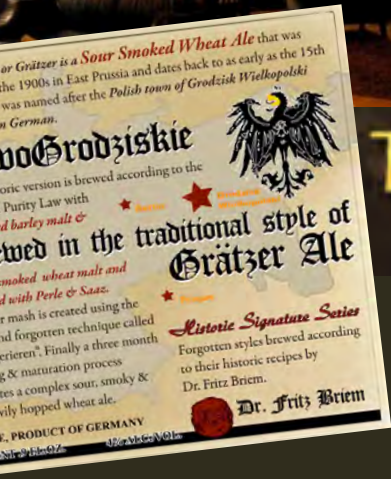 or Grätzer is a Sour Smoked Wheat Ale that was
the 1900s in East Prussia and dates back to as early as the 15th
was named after the Polish town of Grodzisk Wielkopolski
n German.
woGrodziskie
oric version is brewed according to the
Purity Law with
d barley malt &
ewed in the traditional style of
Grätzer Ale
smoked wheat malt and
d with Perle & Saaz.
r mash is created using the
nd forgotten technique called
erieren". Finally a three month
g & maturation process
tes a complex sour, smoky &
vily hopped wheat ale.
Historic Signature Series
Forgotten styles brewed according
to their historic recipes by
Dr. Fritz Briem.
Dr. Fritz Briem
E, PRODUCT OF GERMANY